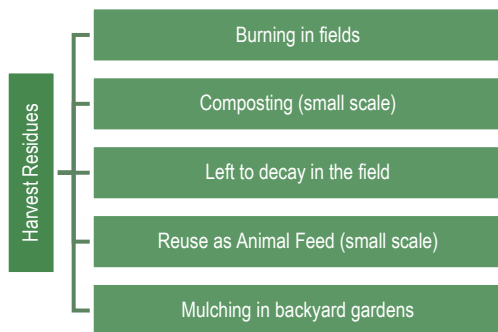 Harvest Residues
Burning in fields
Composting (small scale)
Left to decay in the field
Reuse as Animal Feed (small scale)
Mulching in backyard gardens